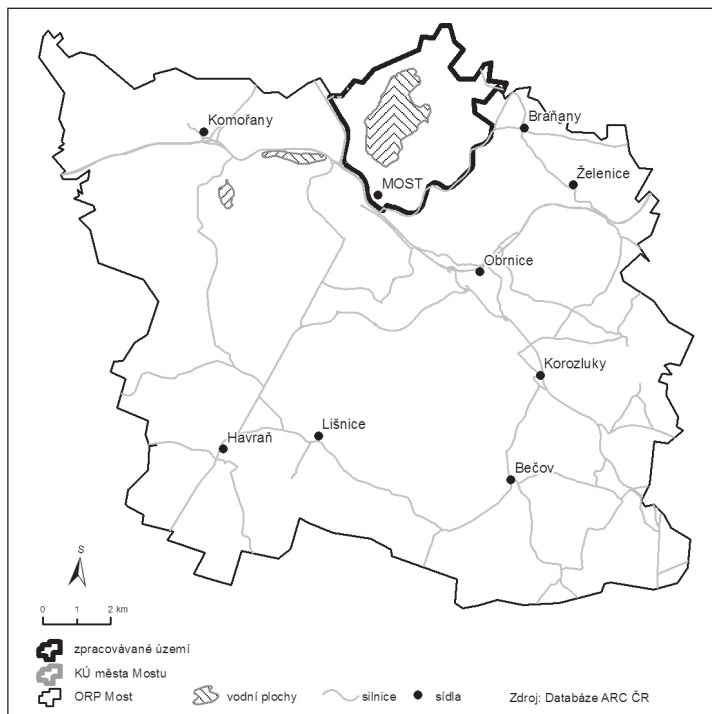 Komořany
Braňany
MOST
Želenice
Obrnice
Korozluky
Lišnice
Havraň
Bečov
S
0 1 2 km
zpracovávané území
KÚ města Mostu
ORP Most
vodní plochy
silnice
sídla
Zdroj: Databáze ARC ČR